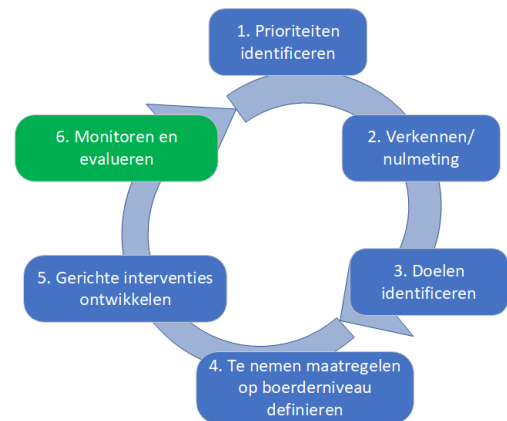 1. Prioriteiten
identificeren
2. Verkennen/
nulmeting
3. Doelen
identificeren
4. Te nemen maatregelen
op boerderniveau
definiëren
5. Gerichte interventies
ontwikkelen
6. Monitoren en
evalueren